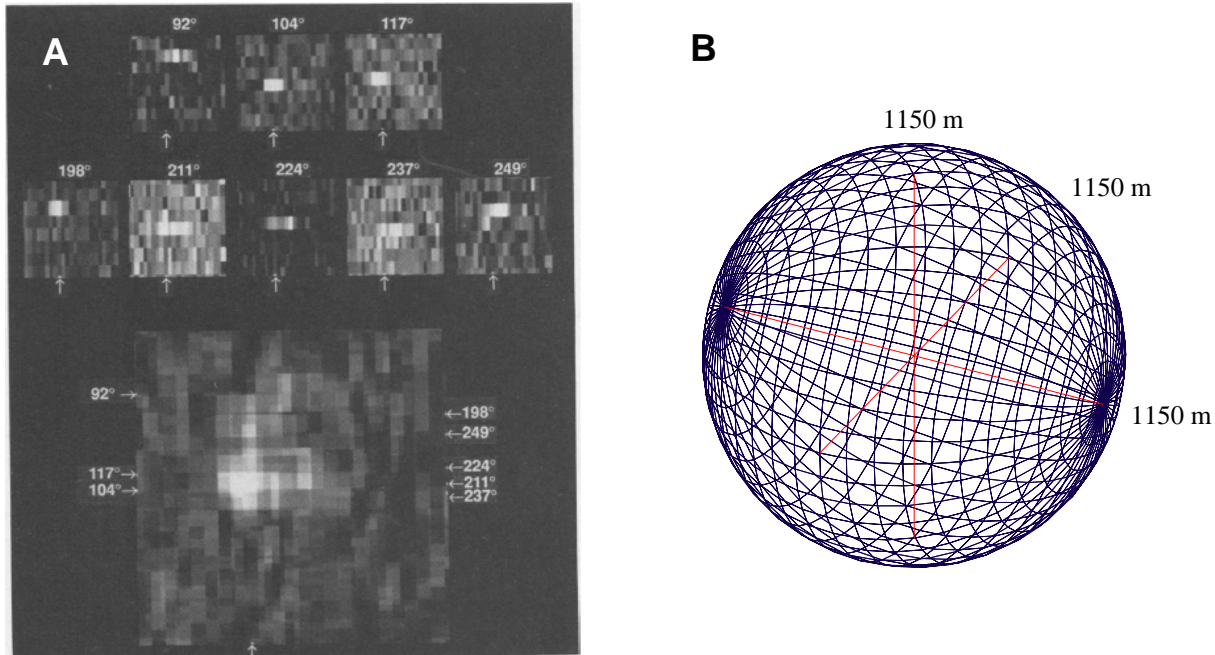 A
92° 104° 117°
↑ ↑ ↑
198° 211° 224° 237° 249°
↑ ↑ ↑ ↑ ↑
92°→
←198°
←249°
117°→
←224°
104°→
←211°
←237°
↑
B
1150 m
1150 m
1150 m